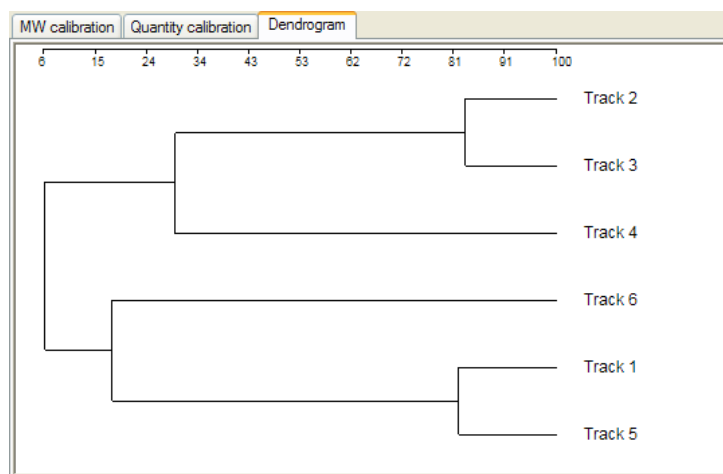 MW calibration Quantity calibration Dendrogram
6 15 24 34 43 53 62 72 81 91 100
Track 2
Track 3
Track 4
Track 6
Track 1
Track 5